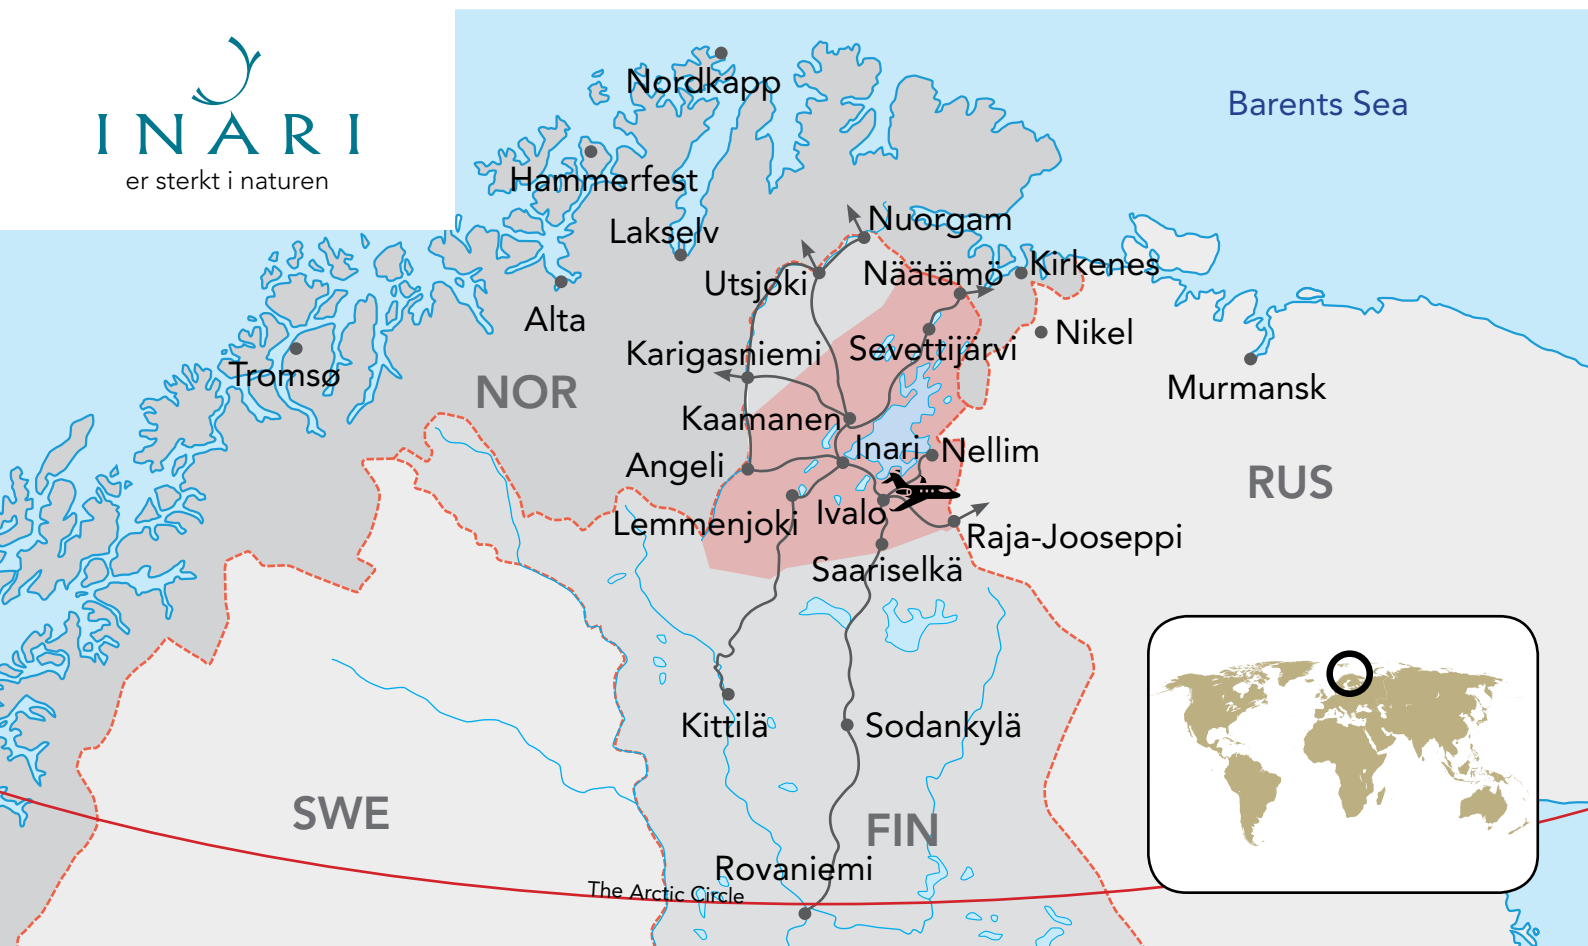 INARI
er sterkt i naturen
Barents Sea
Nordkapp
Hammerfest
Lakselv
Nuorgam
Utsjoki
Näätämö
Kirkenes
Alta
Nikel
Tromsø
Karigasniemi
Sevettijärvi
NOR
Murmansk
Kaamanen
Inari
Nellim
Angeli
RUS
Lemmenjoki
Ivalo
Raja-Jooseppi
Saariselkä
Kittilä
Sodankylä
SWE
FIN
Rovaniemi
The Arctic Circle